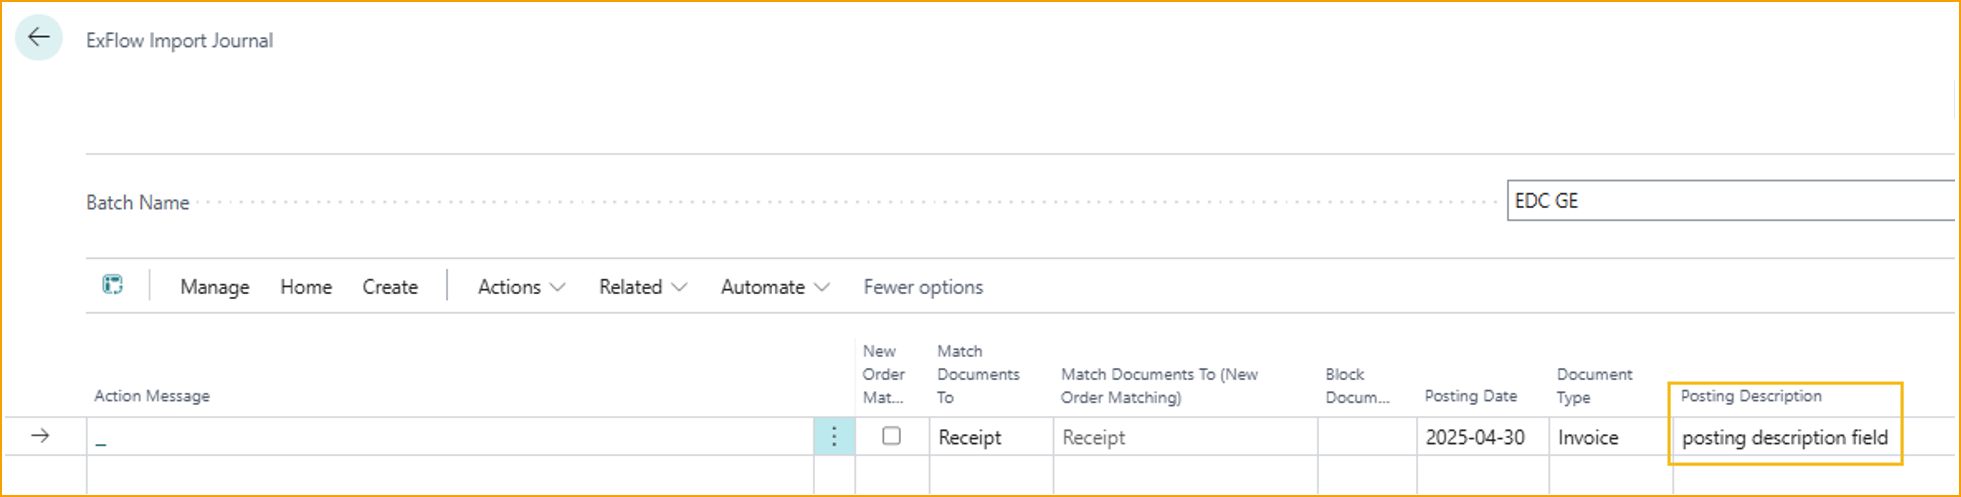 ExFlow Import Journal
Batch Name
EDC GE
Manage Home Create Actions Related Automate Fewer options
Action Message
New Order Mat...
Match Documents To
Match Documents To (New Order Matching)
Block Docum...
Posting Date
Document Type
Posting Description
_ Receipt Receipt 2025-04-30 Invoice posting description field